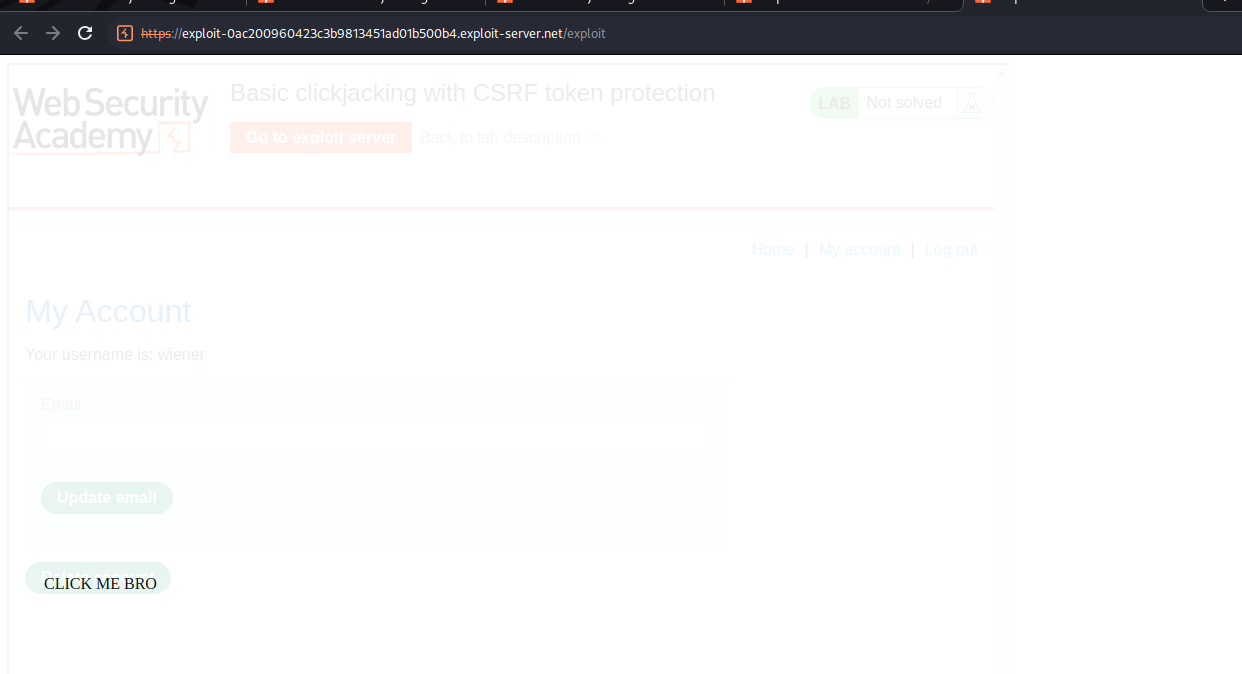 https://exploit-0ac200960423c3b9813451ad01b500b4.exploit-server.net/exploit
Web Security
Academy
Basic clickjacking with CSRF token protection
LAB Not solved
Go to exploit server Back to lab description »
Home | My account | Log out
My Account
Your username is: wiener
Email
Update email
CLICK ME BRO